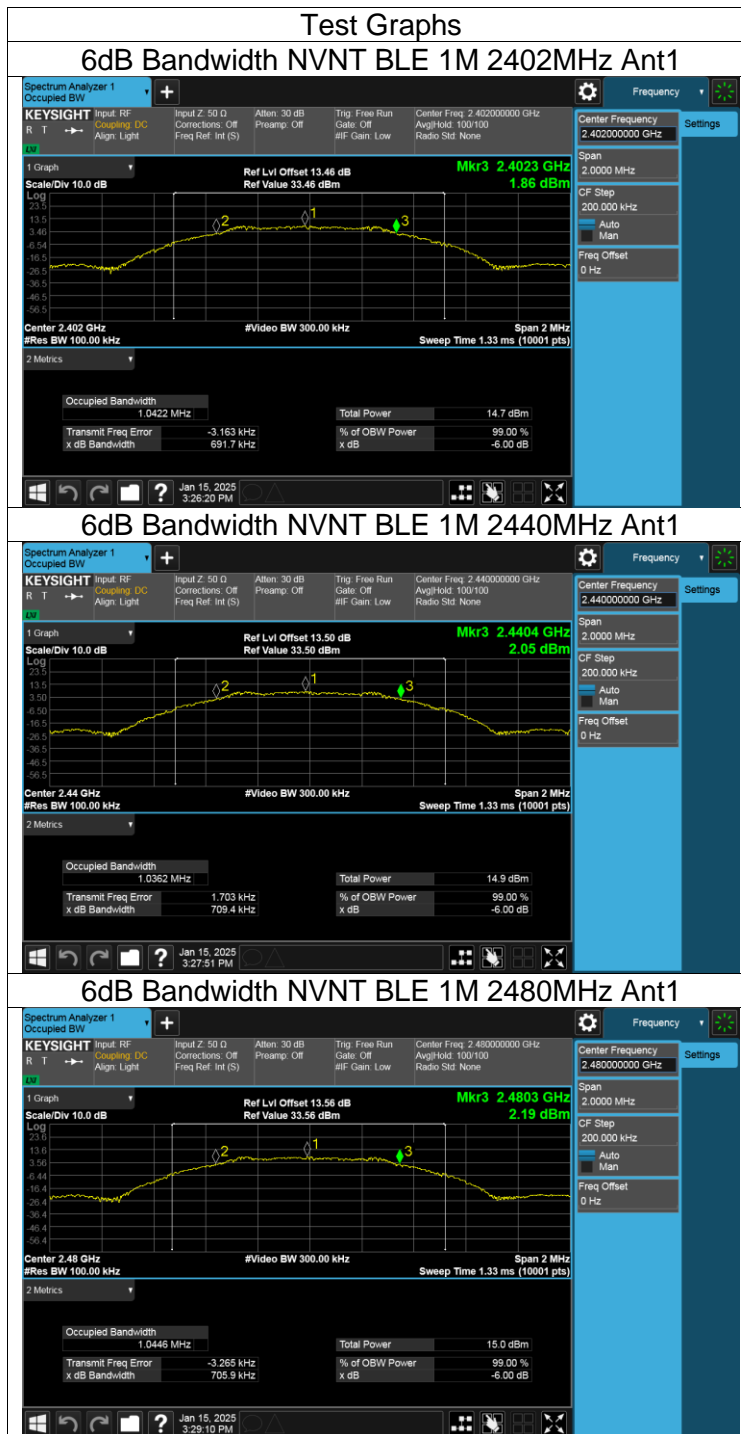 Test Graphs
6dB Bandwidth NVNT BLE 1M 2402MHz Ant1
Spectrum Analyzer 1
Occupied BW
+
Frequency
KEYSIGHT Input: RF Input Z: 50 Ω Atten: 30 dB Trig: Free Run Center Freq: 2.402000000 GHz
R T Coupling: DC Corrections: Off Preamp: Off Gate: Off Avg|Hold: 100/100
Align: Light Freq Ref: Int (S) #IF Gain: Low Radio Std: None
LXI
Center Frequency
2.402000000 GHz
Settings
Span
2.0000 MHz
CF Step
200.000 kHz
Auto
Man
Freq Offset
0 Hz
1 Graph
Ref Lvl Offset 13.46 dB
Mkr3 2.4023 GHz
Scale/Div 10.0 dB
Ref Value 33.46 dBm
1.86 dBm
Log
23.5
13.5
3.46
-6.54
-16.5
-26.5
-36.5
-46.5
-56.5
2
1
3
Center 2.402 GHz #Video BW 300.00 kHz Span 2 MHz
#Res BW 100.00 kHz Sweep Time 1.33 ms (10001 pts)
2 Metrics
Occupied Bandwidth
1.0422 MHz Total Power 14.7 dBm
Transmit Freq Error -3.163 kHz % of OBW Power 99.00 %
x dB Bandwidth 691.7 kHz x dB -6.00 dB
? Jan 15, 2025
3:26:20 PM
6dB Bandwidth NVNT BLE 1M 2440MHz Ant1
Spectrum Analyzer 1
Occupied BW
+
Frequency
KEYSIGHT Input: RF Input Z: 50 Ω Atten: 30 dB Trig: Free Run Center Freq: 2.440000000 GHz
R T Coupling: DC Corrections: Off Preamp: Off Gate: Off Avg|Hold: 100/100
Align: Light Freq Ref: Int (S) #IF Gain: Low Radio Std: None
LXI
Center Frequency
2.440000000 GHz
Settings
Span
2.0000 MHz
CF Step
200.000 kHz
Auto
Man
Freq Offset
0 Hz
1 Graph
Ref Lvl Offset 13.50 dB
Mkr3 2.4404 GHz
Scale/Div 10.0 dB
Ref Value 33.50 dBm
2.05 dBm
Log
23.5
13.5
3.50
-6.50
-16.5
-26.5
-36.5
-46.5
-56.5
2
1
3
Center 2.44 GHz #Video BW 300.00 kHz Span 2 MHz
#Res BW 100.00 kHz Sweep Time 1.33 ms (10001 pts)
2 Metrics
Occupied Bandwidth
1.0362 MHz Total Power 14.9 dBm
Transmit Freq Error 1.703 kHz % of OBW Power 99.00 %
x dB Bandwidth 709.4 kHz x dB -6.00 dB
? Jan 15, 2025
3:27:51 PM
6dB Bandwidth NVNT BLE 1M 2480MHz Ant1
Spectrum Analyzer 1
Occupied BW
+
Frequency
KEYSIGHT Input: RF Input Z: 50 Ω Atten: 30 dB Trig: Free Run Center Freq: 2.480000000 GHz
R T Coupling: DC Corrections: Off Preamp: Off Gate: Off Avg|Hold: 100/100
Align: Light Freq Ref: Int (S) #IF Gain: Low Radio Std: None
LXI
Center Frequency
2.480000000 GHz
Settings
Span
2.0000 MHz
CF Step
200.000 kHz
Auto
Man
Freq Offset
0 Hz
1 Graph
Ref Lvl Offset 13.56 dB
Mkr3 2.4803 GHz
Scale/Div 10.0 dB
Ref Value 33.56 dBm
2.19 dBm
Log
23.6
13.6
3.56
-6.44
-16.4
-26.4
-36.4
-46.4
-56.4
2
1
3
Center 2.48 GHz #Video BW 300.00 kHz Span 2 MHz
#Res BW 100.00 kHz Sweep Time 1.33 ms (10001 pts)
2 Metrics
Occupied Bandwidth
1.0446 MHz Total Power 15.0 dBm
Transmit Freq Error -3.265 kHz % of OBW Power 99.00 %
x dB Bandwidth 705.9 kHz x dB -6.00 dB
? Jan 15, 2025
3:29:10 PM